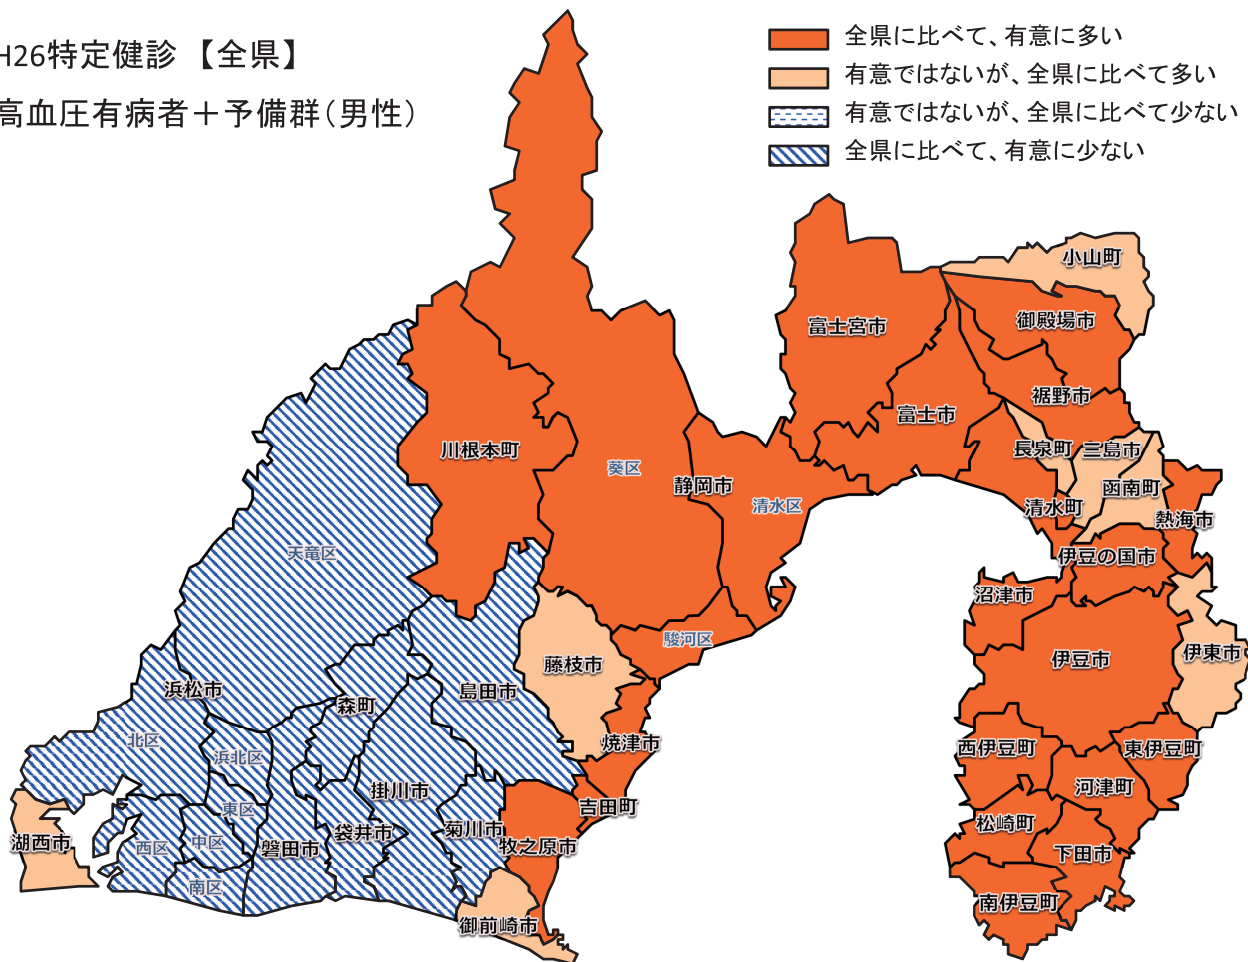 H26特定健診 【全県】
高血圧有病者＋予備群（男性）
全県に比べて、有意に多い
有意ではないが、全県に比べて多い
有意ではないが、全県に比べて少ない
全県に比べて、有意に少ない
小山町
御殿場市
富士宮市
裾野市
富士市
長泉町
三島市
川根本町
葵区
静岡市
函南町
清水区
清水町
熱海市
天竜区
伊豆の国市
沼津市
駿河区
伊豆市
伊東市
藤枝市
浜松市
島田市
森町
北区
浜北区
焼津市
西伊豆町
東伊豆町
掛川市
河津町
東区
吉田町
湖西市
西区
中区
磐田市
袋井市
菊川市
牧之原市
松崎町
下田市
南区
御前崎市
南伊豆町